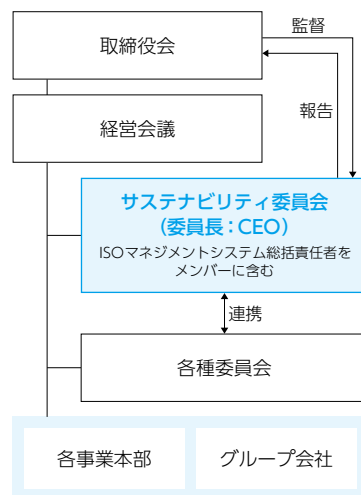 取締役会
監督
報告
経営会議
サステナビリティ委員会
（委員長：CEO）
ISOマネジメントシステム総括責任者を
メンバーに含む
連携
各種委員会
各事業本部
グループ会社